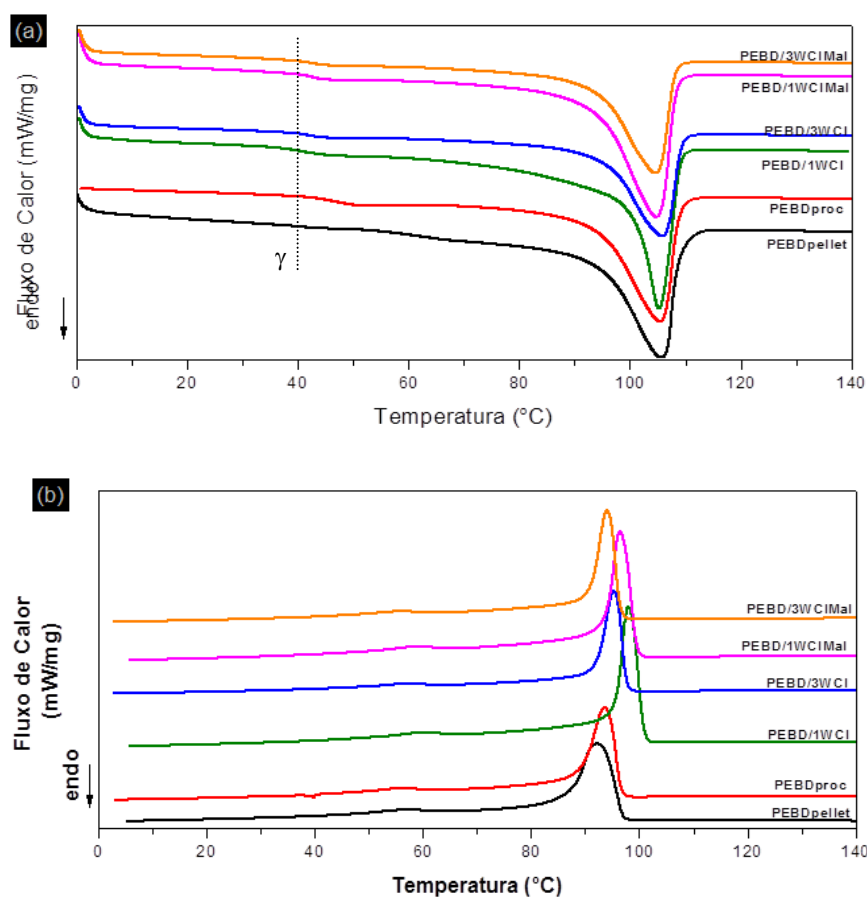 (a)
PEBD/3WClMal
PEBD/1WClMal
PEBD/3WCl
PEBD/1WCl
PEBDproc
PEBDpellet
γ
Fluxo de Calor (mW/mg)
endo
0 20 40 60 80 100 120 140
Temperatura (°C)
(b)
PEBD/3WClMal
PEBD/1WClMal
PEBD/3WCl
PEBD/1WCl
PEBDproc
PEBDpellet
Fluxo de Calor
(mW/mg)
endo
0 20 40 60 80 100 120 140
Temperatura (°C)